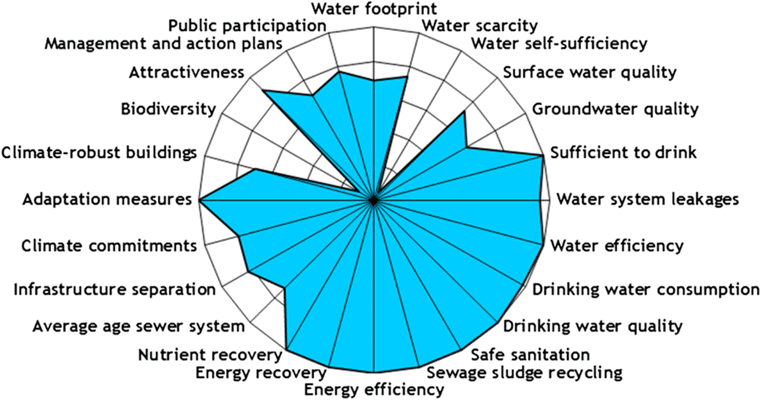 Water footprint
Water scarcity
Water self-sufficiency
Surface water quality
Groundwater quality
Sufficient to drink
Water system leakages
Water efficiency
Drinking water consumption
Drinking water quality
Safe sanitation
Sewage sludge recycling
Energy efficiency
Energy recovery
Nutrient recovery
Average age sewer system
Infrastructure separation
Climate commitments
Adaptation measures
Climate-robust buildings
Biodiversity
Attractiveness
Management and action plans
Public participation